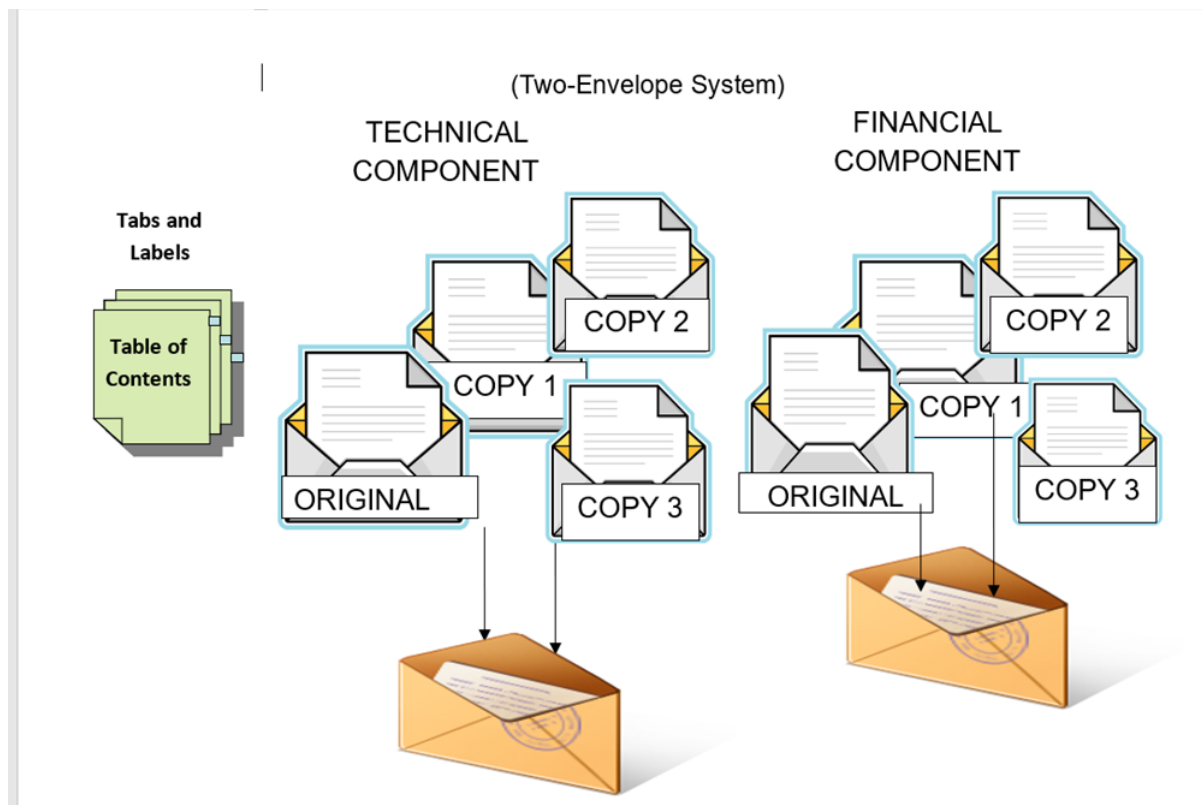 (Two-Envelope System)
TECHNICAL
COMPONENT
FINANCIAL
COMPONENT
Tabs and
Labels
Table of
Contents
COPY 2
COPY 1
ORIGINAL
COPY 3
COPY 2
COPY 1
ORIGINAL
COPY 3